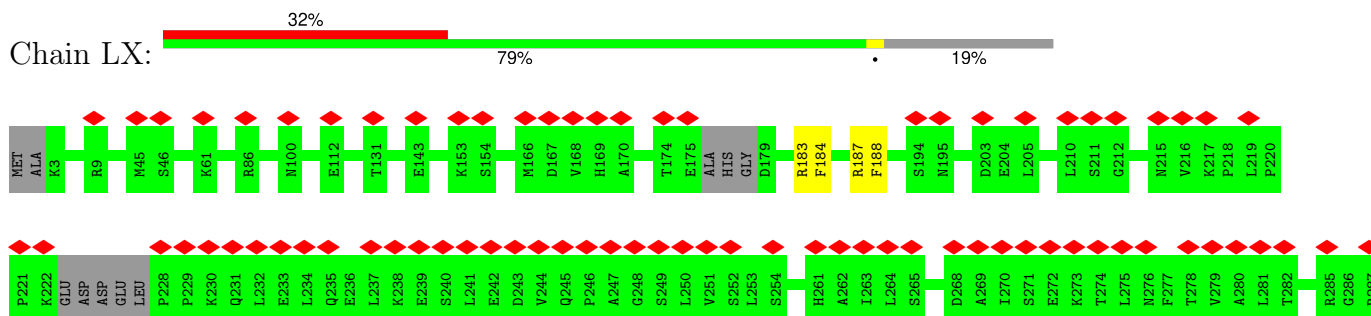 32%
Chain LX:
79% • 19%
MET ALA K3 R9 M45 S46 K61 R86 N100 E112 T131 E143 K153 S154 M166 D167 V168 H169 A170 T174 E175 ALA HIS GLY D179 R183 F184 R187 F188 S194 N195 D203 E204 L205 L210 S211 G212 N215 V216 K217 P218 L219 P220
P221 K222 GLU ASP ASP GLU LEU P228 P229 K230 Q231 L232 E233 L234 Q235 E236 L237 K238 E239 S240 L241 E242 D243 V244 Q245 P246 A247 G248 S249 L250 V251 S252 L253 S254 H261 A262 I263 L264 S265 D268 A269 I270 S271 E272 K273 T274 L275 N276 F277 T278 V279 A280 L281 T282 R285 G286